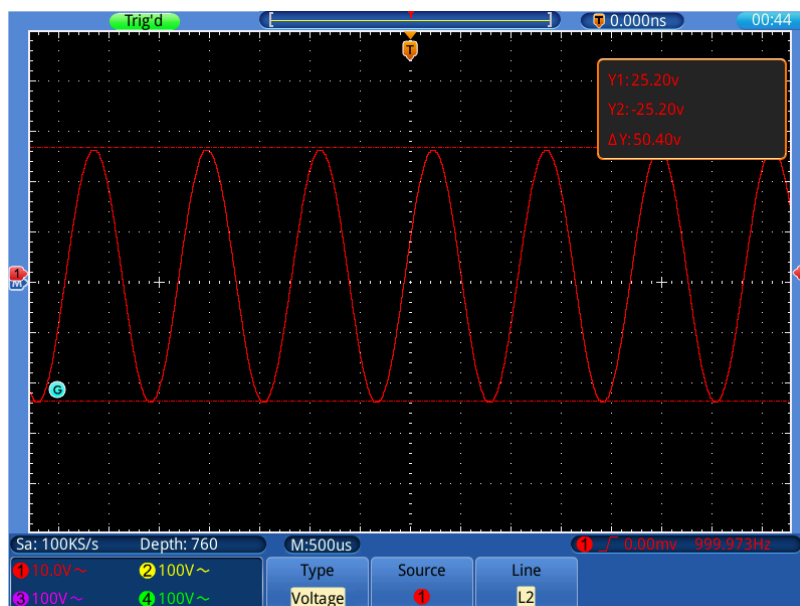 Trig'd
[ ]
T 0.000ns
00:44
T
Y1: 25.20v
Y2: -25.20v
ΔY: 50.40v
1
M
G
Sa: 100KS/s Depth: 760
M:500us
1 0.00mv 999.973Hz
1 10.0V～ 2 100V～
3 100V～ 4 100V～
Type
Voltage
Source
1
Line
L2